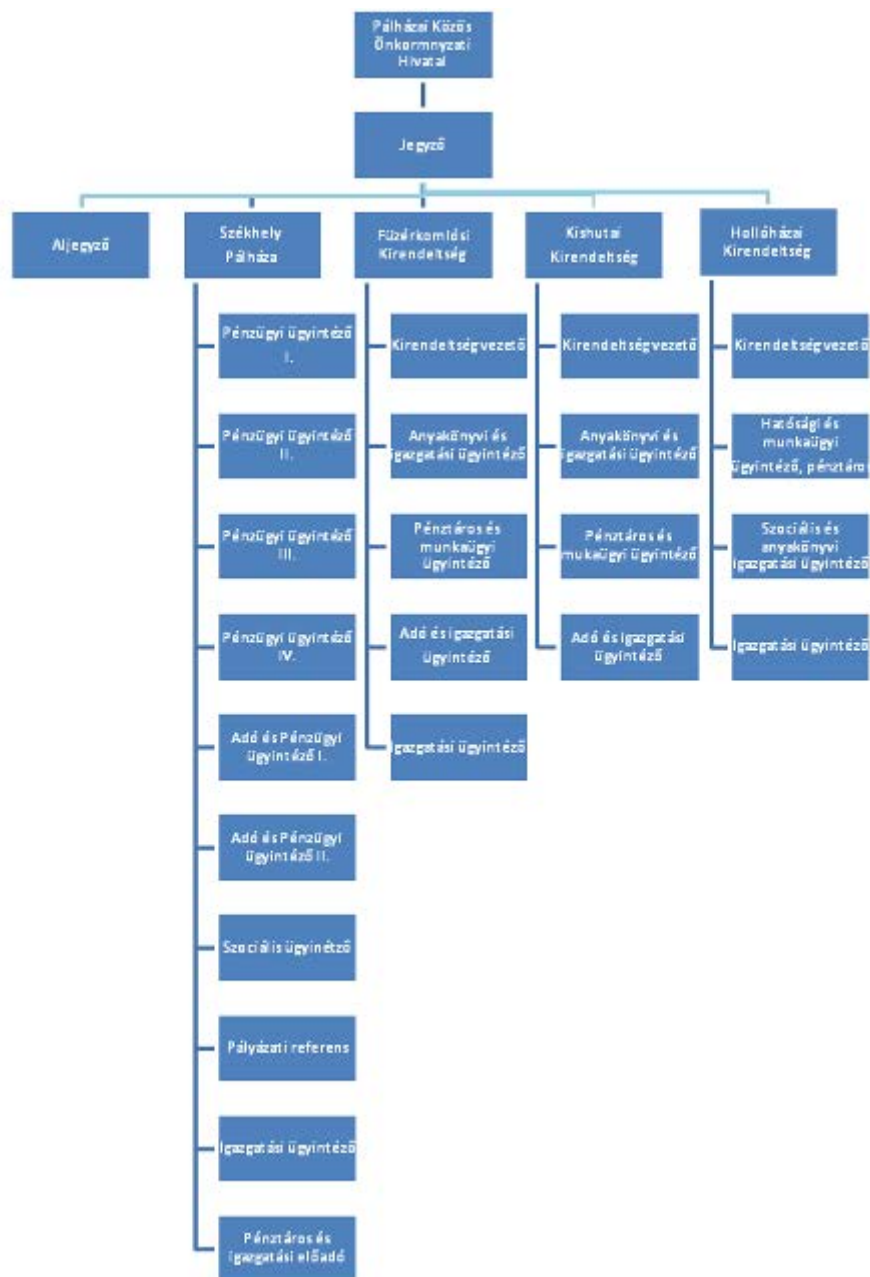 Pálházai Közös
Önkormnyzati
Hivatal
Jegyző
Aljegyző
Székhely
Pálháza
Füzérkomlósi
Kirendeltség
Kishutai
Kirendeltség
Hollóházai
Kirendeltség
Pénzügyi ügyintéző
I.
Pénzügyi ügyintéző
II.
Pénzügyi ügyintéző
III.
Pénzügyi ügyintéző
IV.
Adó és Pénzügyi
ügyintéző I.
Adó és Pénzügyi
ügyintéző II.
Szociális ügyinétző
Pályázati referens
Igazgatási ügyintéző
Pénztáros és
igazgatási előadó
Kirendeltségvezető
Anyakönyvi és
igazgatási ügyintéző
Pénztáros és
munkaügyi
ügyintéző
Adó és igazgatási
ügyintéző
Igazgatási ügyintéző
Kirendeltségvezető
Anyakönyvi és
igazgatási ügyintéző
Pénztáros és
mukaügyi ügyintéző
Adó és igazgatási
ügyintéző
Kirendeltségvezető
Hatósági és
munkaügyi
ügyintéző, pénztáros
Szociális és
anyakönyvi
igazgatási ügyintéző
Igazgatási ügyintéző